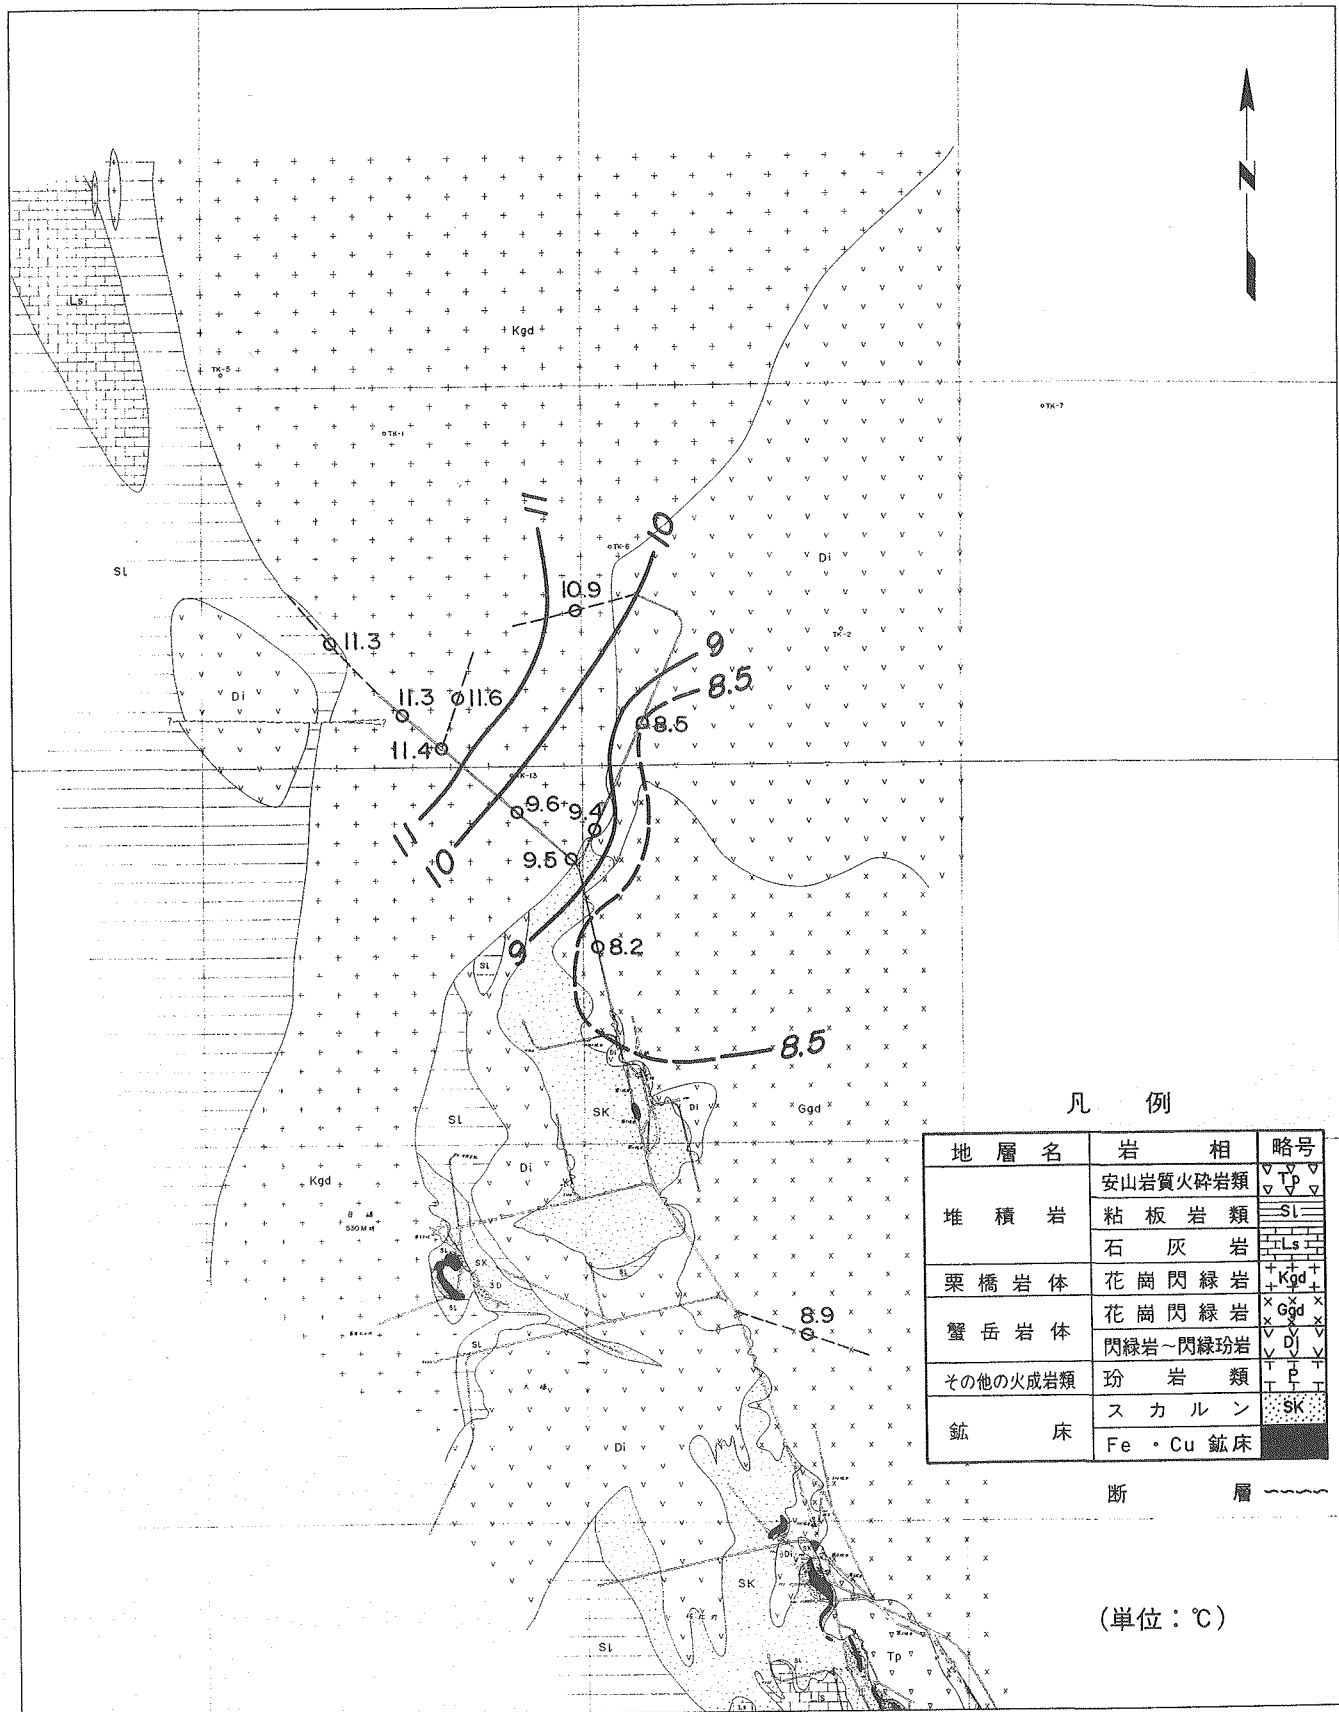 N
Ls
Kgd
TK-5
TK-7
TK-1
11
10
TK-6
Sl
Di
10.9
TK-2
11.3
9
8.5
Di
11.3
11.6
?
?
8.5
11.4
TK-13
9.6
9.4
11
10
9.5
9
8.2
Sl
8.5
Di
SK
Di
Ggd
Sl
Di
Kgd
530M
SK
Sl
8.9
Sl
Di
Di
SK
Sl
Tp
Ls
凡 例
地層名 岩相 略号
堆積岩 安山岩質火砕岩類 Tp
粘板岩類 Sl
石灰岩 Ls
栗橋岩体 花崗閃緑岩 Kgd
蟹岳岩体 花崗閃緑岩 Ggd
閃緑岩~閃緑玢岩 Di
その他の火成岩類 玢岩類 P
鉱床 スカルン SK
Fe・Cu 鉱床
断層
(単位:℃)